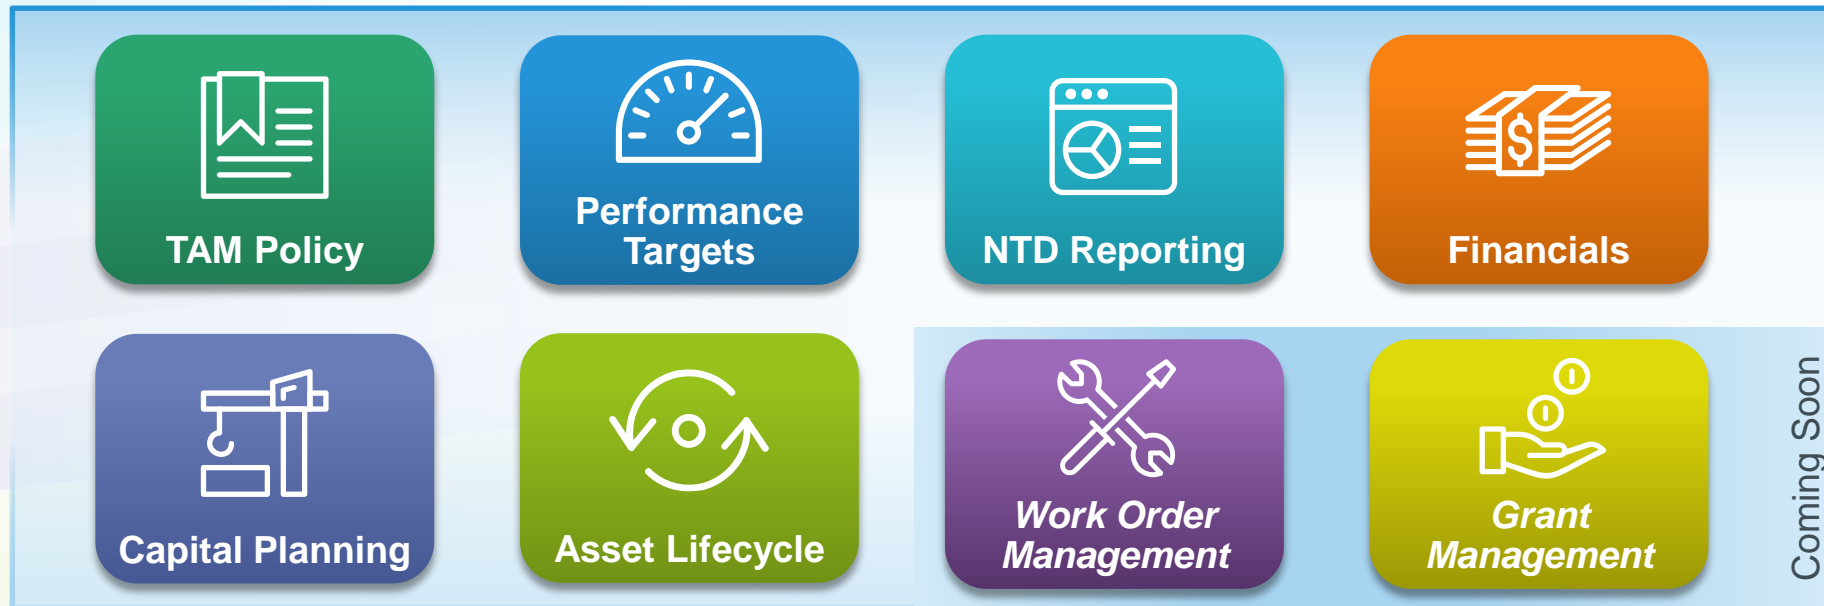 TAM Policy
Performance
Targets
NTD Reporting
Financials
Capital Planning
Asset Lifecycle
Work Order
Management
Grant
Management
Coming Soon